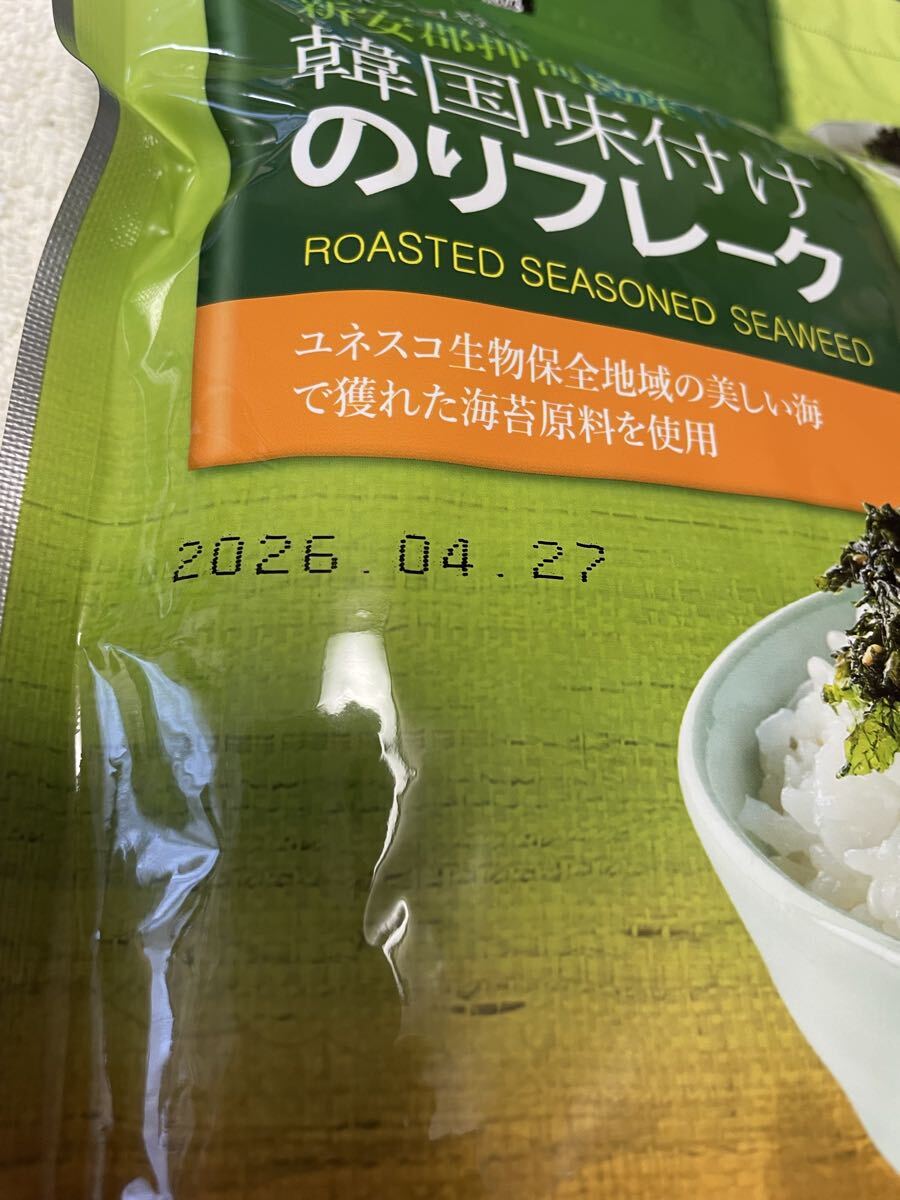 韓国味付け
のりフレーク
ROASTED SEASONED SEAWEED
ユネスコ生物保全地域の美しい海
で獲れた海苔原料を使用
2026.04.27